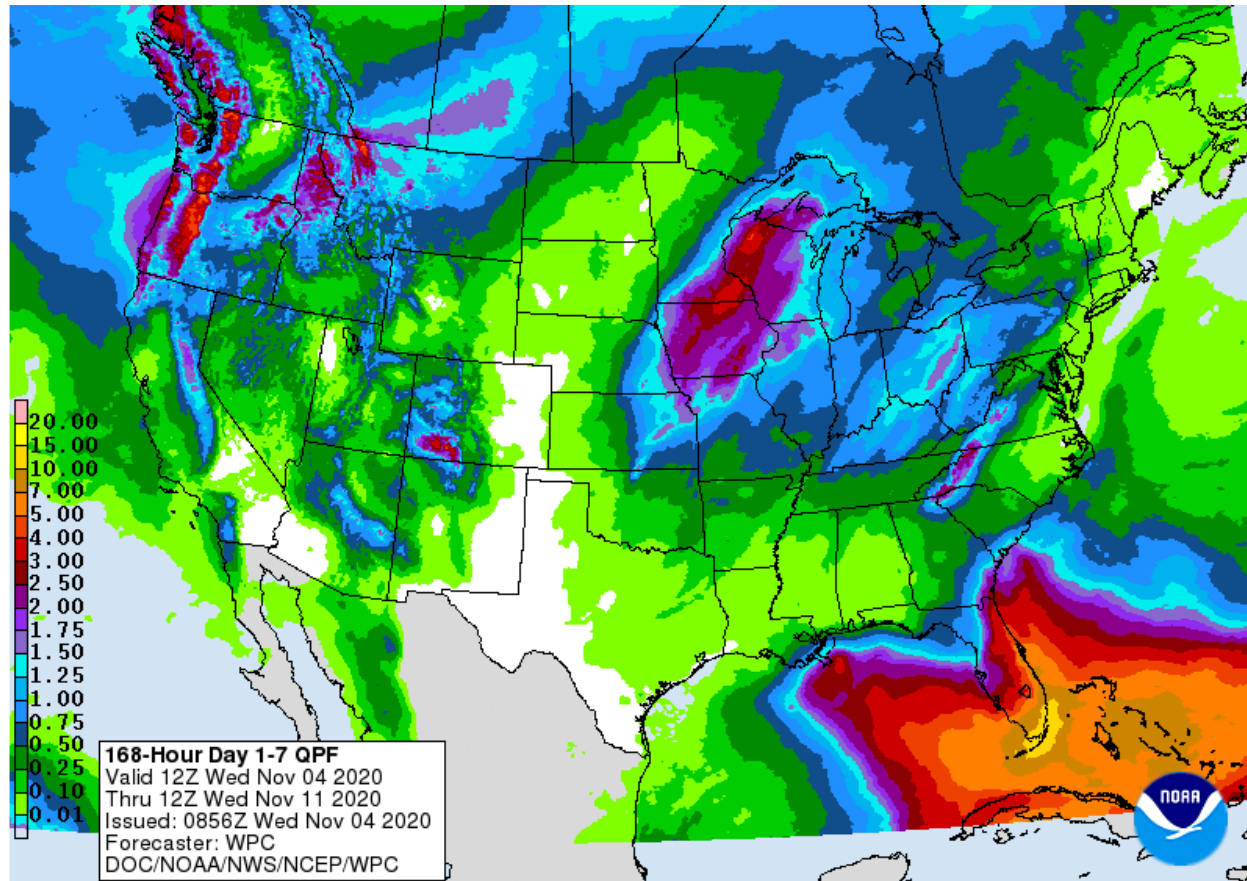 20.00
15.00
10.00
7.00
5.00
4.00
3.00
2.50
2.00
1.75
1.50
1.25
1.00
0.75
0.50
0.25
0.10
0.01
168-Hour Day 1-7 QPF
Valid 12Z Wed Nov 04 2020
Thru 12Z Wed Nov 11 2020
Issued: 0856Z Wed Nov 04 2020
Forecaster: WPC
DOC/NOAA/NWS/NCEP/WPC
NOAA